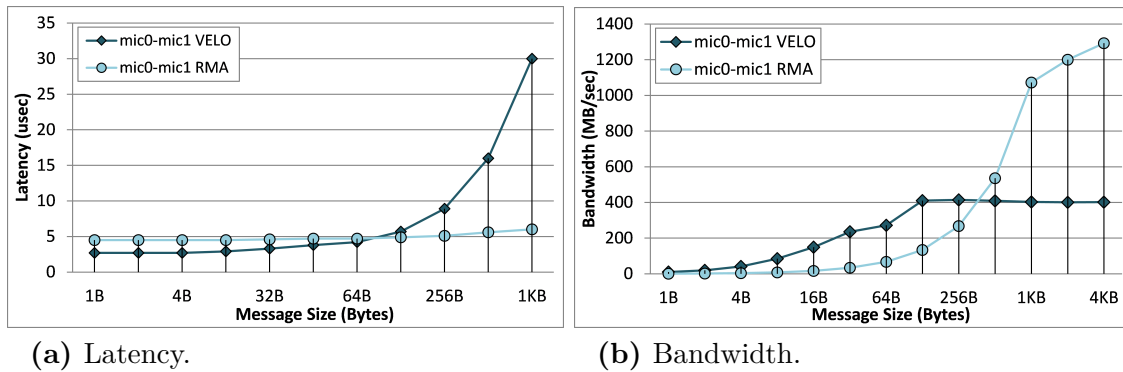 35
30
25
20
15
10
5
0
Latency (usec)
mic0-mic1 VELO
mic0-mic1 RMA
1B 4B 32B 64B 256B 1KB
Message Size (Bytes)
(a) Latency.
1400
1200
1000
800
600
400
200
0
Bandwidth (MB/sec)
mic0-mic1 VELO
mic0-mic1 RMA
1B 4B 16B 64B 256B 1KB 4KB
Message Size (Bytes)
(b) Bandwidth.